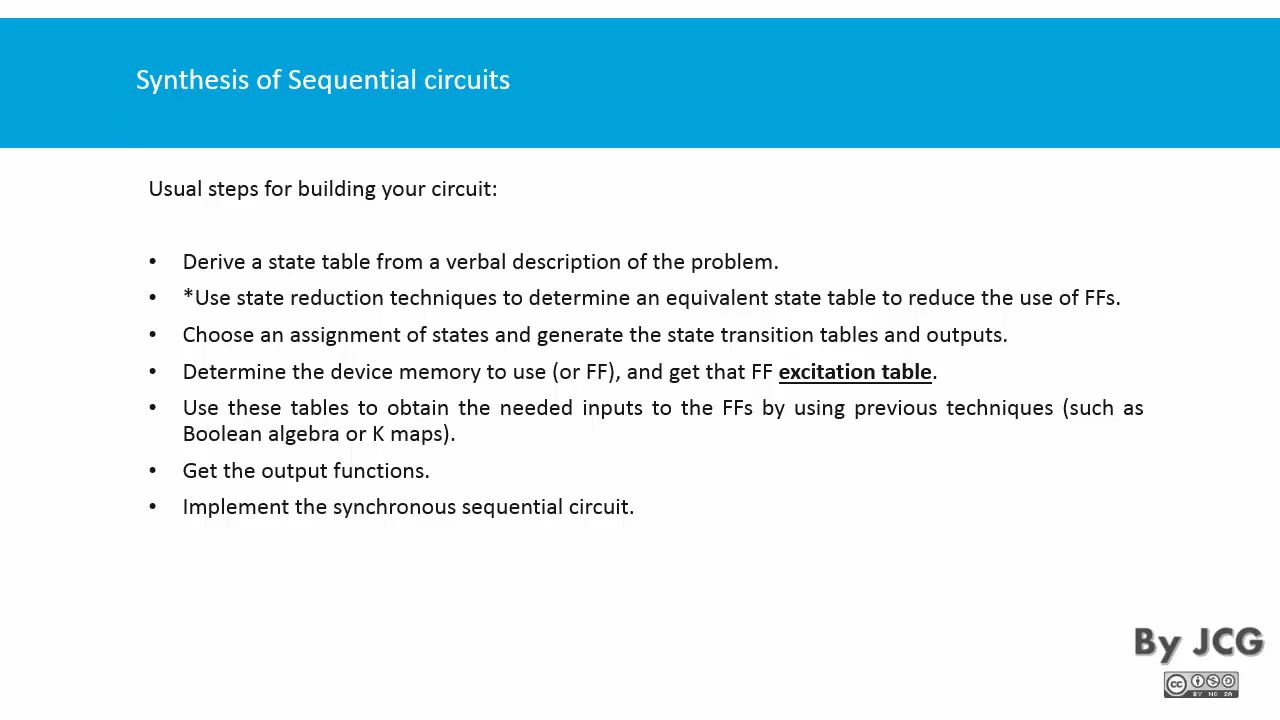 Synthesis of Sequential circuits
Usual steps for building your circuit:
• Derive a state table from a verbal description of the problem.
• *Use state reduction techniques to determine an equivalent state table to reduce the use of FFs.
• Choose an assignment of states and generate the state transition tables and outputs.
• Determine the device memory to use (or FF), and get that FF excitation table.
• Use these tables to obtain the needed inputs to the FFs by using previous techniques (such as
Boolean algebra or K maps).
• Get the output functions.
• Implement the synchronous sequential circuit.
By JCG
cc
BY NC SA